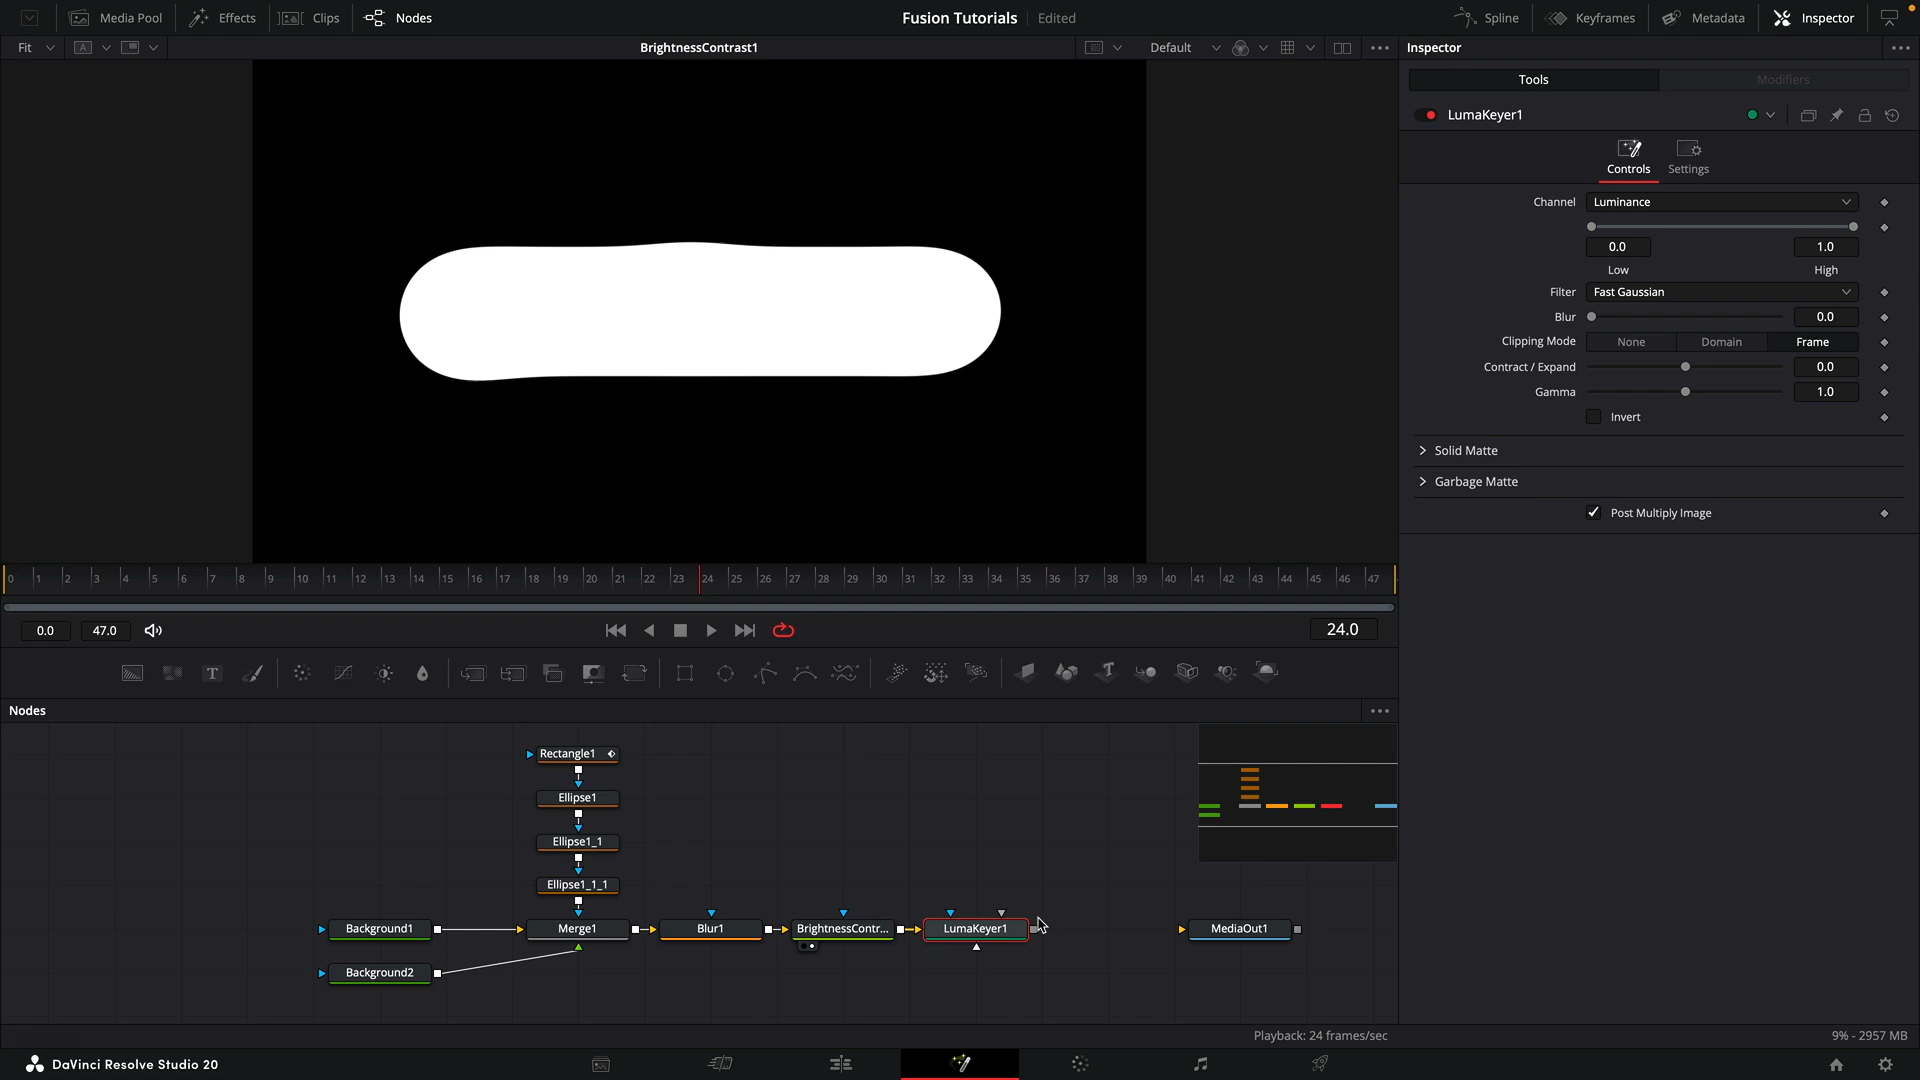 Media Pool
Effects
Clips
Nodes
Fusion Tutorials
Edited
Spline
Keyframes
Metadata
Inspector
Fit
A
BrightnessContrast1
Default
Inspector
Tools
Modifiers
LumaKeyer1
Controls
Settings
Channel
Luminance
0.0
1.0
Low
High
Filter
Fast Gaussian
Blur
0.0
Clipping Mode
None
Domain
Frame
Contract / Expand
0.0
Gamma
1.0
Invert
Solid Matte
Garbage Matte
Post Multiply Image
0 1 2 3 4 5 6 7 8 9 10 11 12 13 14 15 16 17 18 19 20 21 22 23 24 25 26 27 28 29 30 31 32 33 34 35 36 37 38 39 40 41 42 43 44 45 46 47
0.0
47.0
24.0
T
T
Nodes
Rectangle1
Ellipse1
Ellipse1_1
Ellipse1_1_1
Background1
Merge1
Blur1
BrightnessContr...
LumaKeyer1
MediaOut1
Background2
Playback: 24 frames/sec
9% - 2957 MB
DaVinci Resolve Studio 20